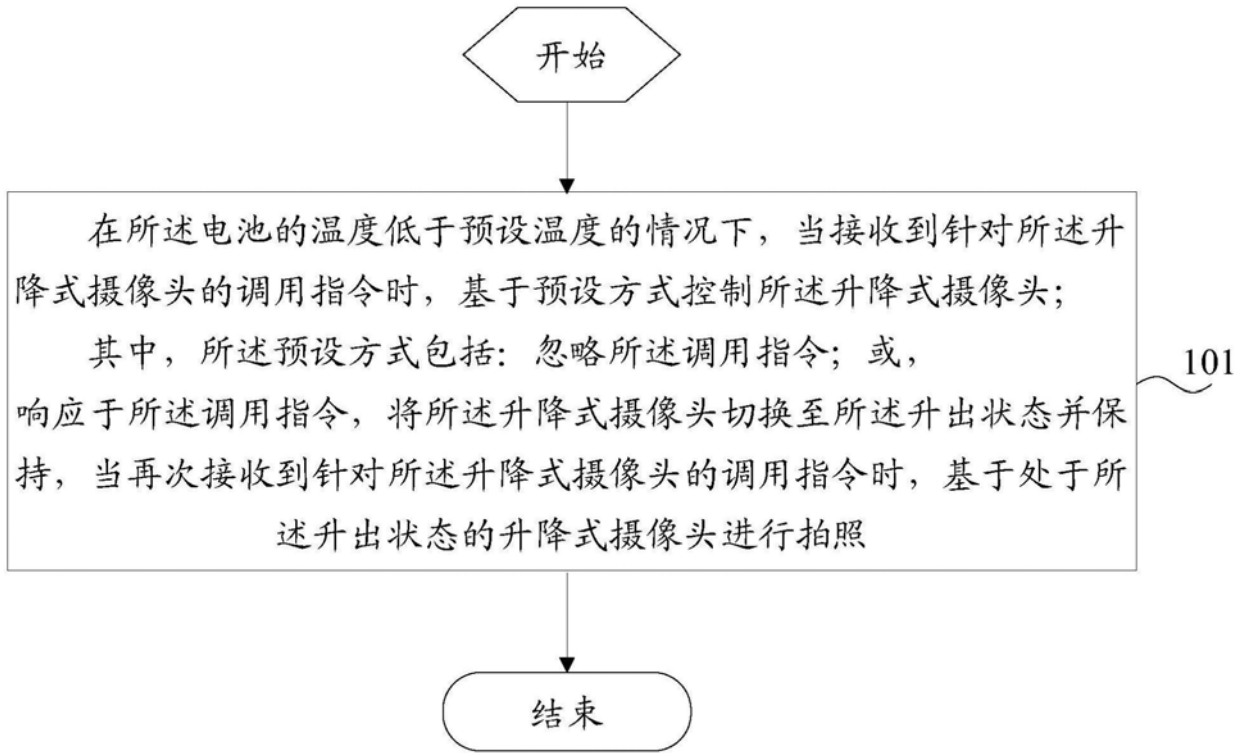 开始
在所述电池的温度低于预设温度的情况下，当接收到针对所述升
降式摄像头的调用指令时，基于预设方式控制所述升降式摄像头；
其中，所述预设方式包括：忽略所述调用指令；或，
响应于所述调用指令，将所述升降式摄像头切换至所述升出状态并保
持，当再次接收到针对所述升降式摄像头的调用指令时，基于处于所
述升出状态的升降式摄像头进行拍照
101
结束